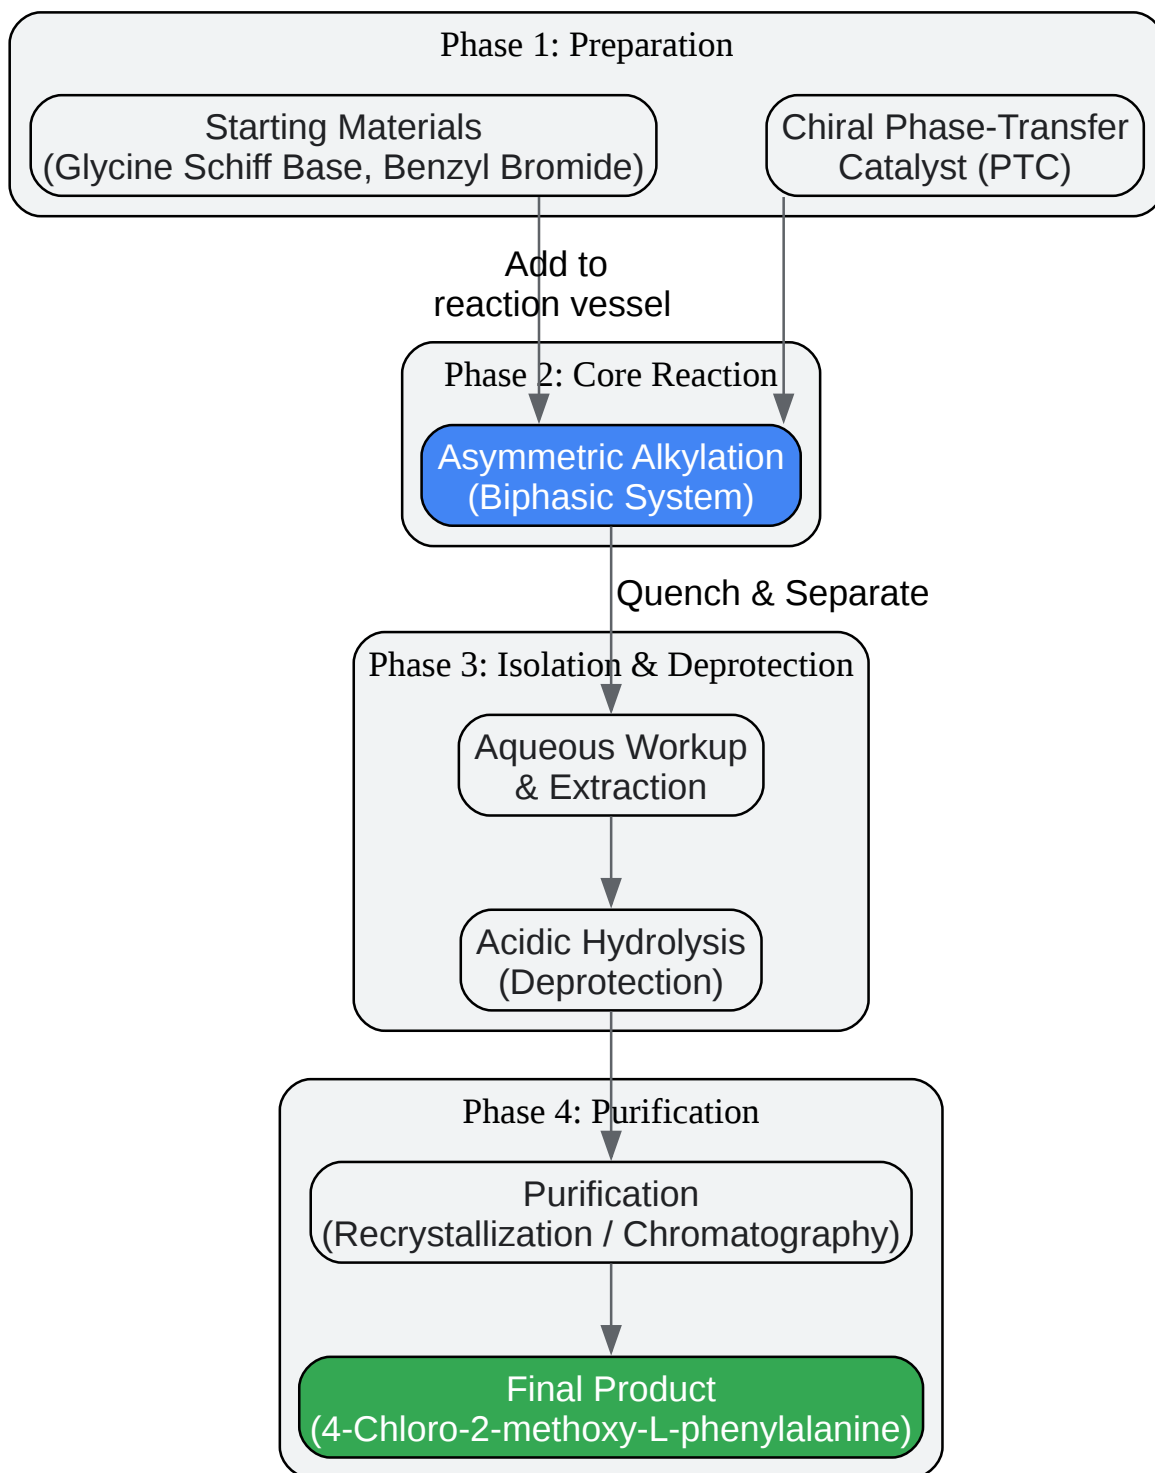 Phase 1: Preparation
Starting Materials
(Glycine Schiff Base, Benzyl Bromide)
Chiral Phase-Transfer
Catalyst (PTC)
Add to
reaction vessel
Phase 2: Core Reaction
Asymmetric Alkylation
(Biphasic System)
Quench & Separate
Phase 3: Isolation & Deprotection
Aqueous Workup
& Extraction
Acidic Hydrolysis
(Deprotection)
Phase 4: Purification
Purification
(Recrystallization / Chromatography)
Final Product
(4-Chloro-2-methoxy-L-phenylalanine)